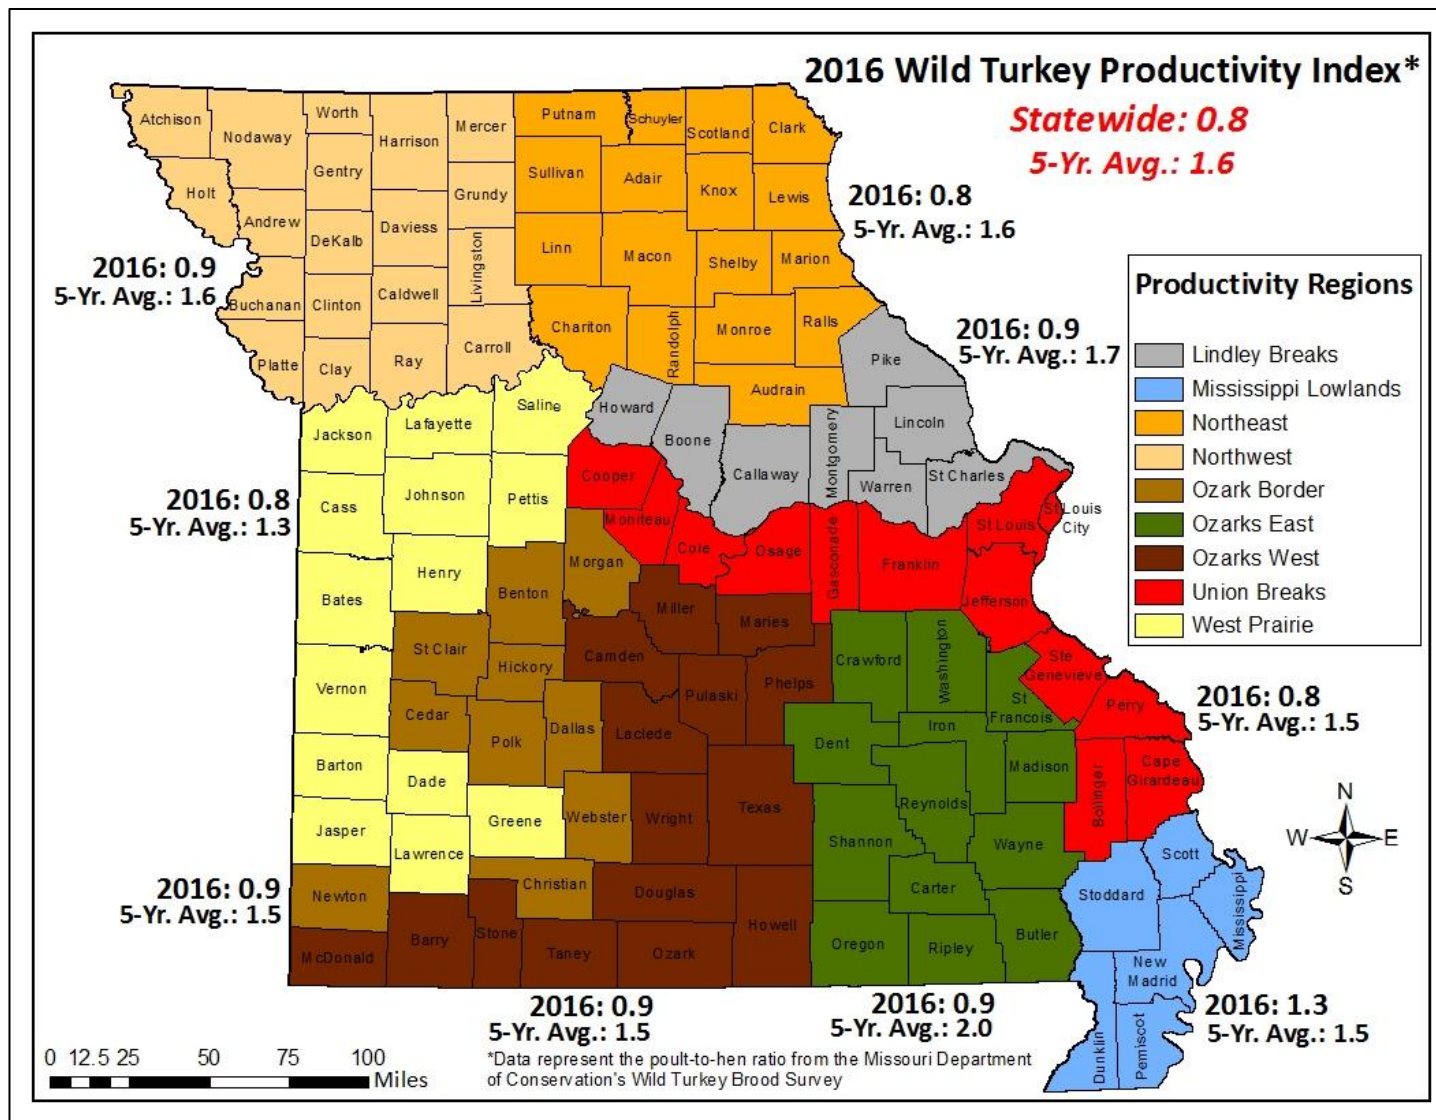 2016 Wild Turkey Productivity Index*
Statewide: 0.8
5-Yr. Avg.: 1.6
Atchison
Nodaway
Worth
Harrison
Mercer
Putnam
Schuyler
Scotland
Clark
Holt
Gentry
Grundy
Sullivan
Adair
Knox
Lewis
Andrew
DeKalb
Daviess
Livingston
Linn
Macon
Shelby
Marion
2016: 0.8
5-Yr. Avg.: 1.6
2016: 0.9
5-Yr. Avg.: 1.6
Buchanan
Clinton
Caldwell
Chariton
Randolph
Monroe
Ralls
Platte
Clay
Ray
Carroll
Audrain
Pike
2016: 0.9
5-Yr. Avg.: 1.7
Productivity Regions
Lindley Breaks
Mississippi Lowlands
Northeast
Northwest
Ozark Border
Ozarks East
Ozarks West
Union Breaks
West Prairie
Jackson
Lafayette
Saline
Howard
Boone
Callaway
Montgomery
Lincoln
Warren
St Charles
2016: 0.8
5-Yr. Avg.: 1.3
Cass
Johnson
Pettis
Cooper
Moniteau
Cole
Osage
Gasconade
Franklin
St Louis
St Louis
City
Jefferson
Bates
Henry
Benton
Morgan
Miller
Maries
Crawford
Washington
Ste
Genevieve
St
Francois
Perry
2016: 0.8
5-Yr. Avg.: 1.5
Vernon
St Clair
Hickory
Camden
Pulaski
Phelps
Cedar
Polk
Dallas
Laclede
Dent
Iron
Madison
Bollinger
Cape
Girardeau
Barton
Dade
Greene
Webster
Wright
Texas
Reynolds
Shannon
Wayne
Jasper
Lawrence
2016: 0.9
5-Yr. Avg.: 1.5
Newton
Christian
Douglas
Howell
Carter
Stoddard
Scott
Mississippi
McDonald
Barry
Stone
Taney
Ozark
Oregon
Ripley
Butler
New
Madrid
Dunklin
Pemiscot
N
W
E
S
2016: 0.9
5-Yr. Avg.: 1.5
2016: 0.9
5-Yr. Avg.: 2.0
2016: 1.3
5-Yr. Avg.: 1.5
0 12.5 25 50 75 100
Miles
*Data represent the poult-to-hen ratio from the Missouri Department
of Conservation's Wild Turkey Brood Survey